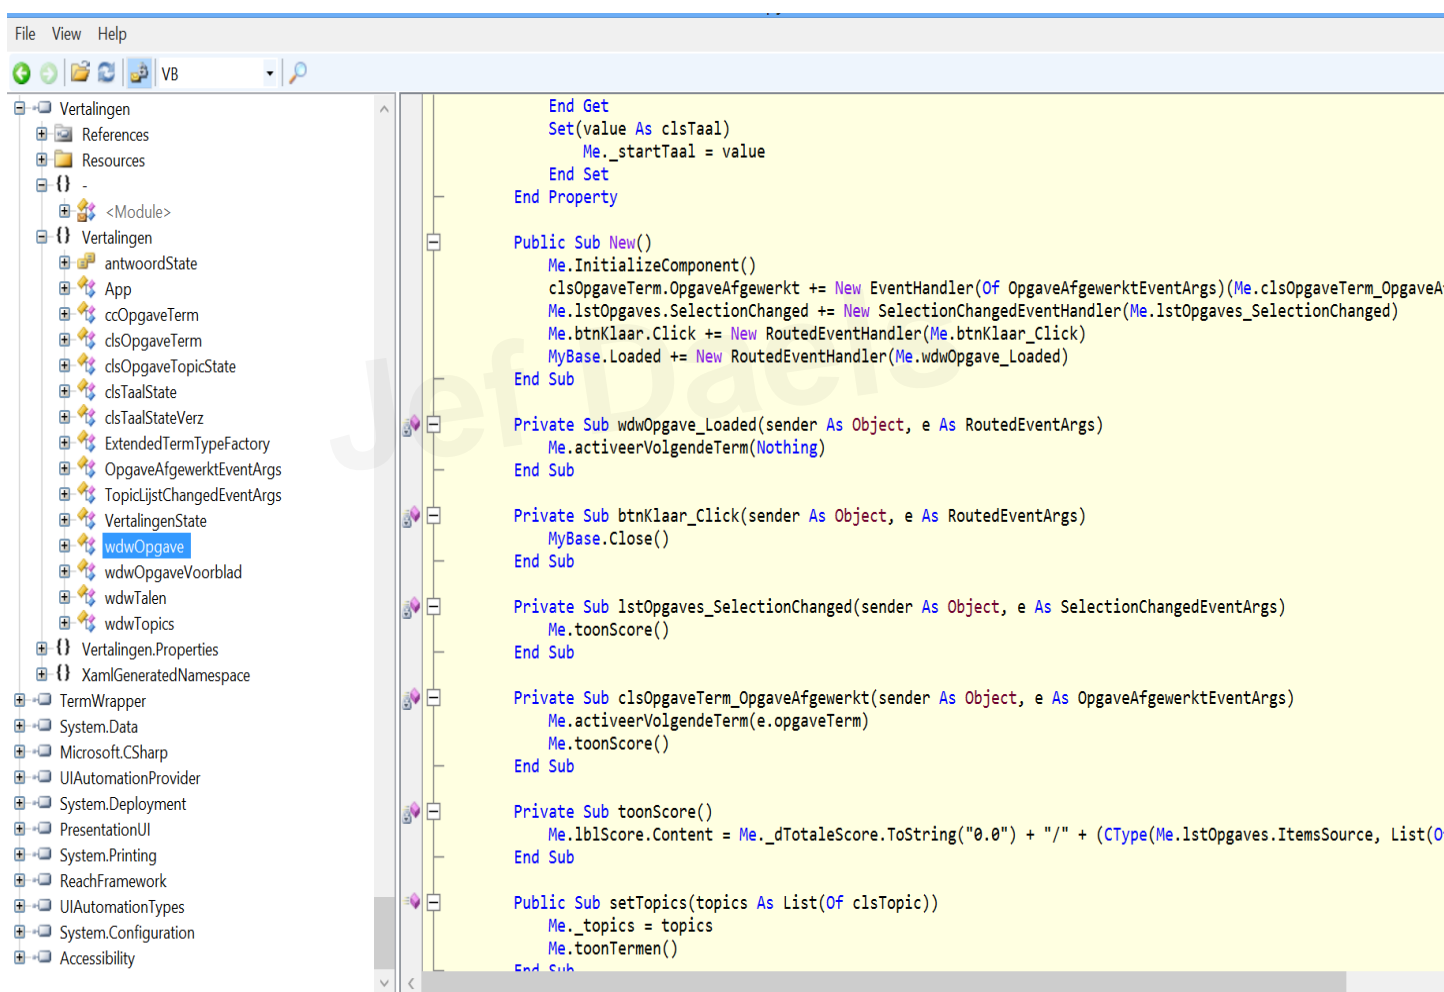 File View Help
VB
Vertalingen
References
Resources
{} -
<Module>
{} Vertalingen
antwoordState
App
ccOpgaveTerm
clsOpgaveTerm
clsOpgaveTopicState
clsTaalState
clsTaalStateVerz
ExtendedTermTypeFactory
OpgaveAfgewerktEventArgs
TopicLijstChangedEventArgs
VertalingenState
wdwOpgave
wdwOpgaveVoorblad
wdwTalen
wdwTopics
{} Vertalingen.Properties
{} XamlGeneratedNamespace
TermWrapper
System.Data
Microsoft.CSharp
UIAutomationProvider
System.Deployment
PresentationUI
System.Printing
ReachFramework
UIAutomationTypes
System.Configuration
Accessibility
End Get
Set(value As clsTaal)
Me._startTaal = value
End Set
End Property
Public Sub New()
Me.InitializeComponent()
clsOpgaveTerm.OpgaveAfgewerkt += New EventHandler(Of OpgaveAfgewerktEventArgs)(Me.clsOpgaveTerm_OpgaveA
Me.lstOpgaves.SelectionChanged += New SelectionChangedEventHandler(Me.lstOpgaves_SelectionChanged)
Me.btnKlaar.Click += New RoutedEventHandler(Me.btnKlaar_Click)
MyBase.Loaded += New RoutedEventHandler(Me.wdwOpgave_Loaded)
End Sub
Private Sub wdwOpgave_Loaded(sender As Object, e As RoutedEventArgs)
Me.activeerVolgendeTerm(Nothing)
End Sub
Private Sub btnKlaar_Click(sender As Object, e As RoutedEventArgs)
MyBase.Close()
End Sub
Private Sub lstOpgaves_SelectionChanged(sender As Object, e As SelectionChangedEventArgs)
Me.toonScore()
End Sub
Private Sub clsOpgaveTerm_OpgaveAfgewerkt(sender As Object, e As OpgaveAfgewerktEventArgs)
Me.activeerVolgendeTerm(e.opgaveTerm)
Me.toonScore()
End Sub
Private Sub toonScore()
Me.lblScore.Content = Me._dTotaleScore.ToString("0.0") + "/" + (CType(Me.lstOpgaves.ItemsSource, List(O
End Sub
Public Sub setTopics(topics As List(Of clsTopic))
Me._topics = topics
Me.toonTermen()
End Sub
Jef Daels